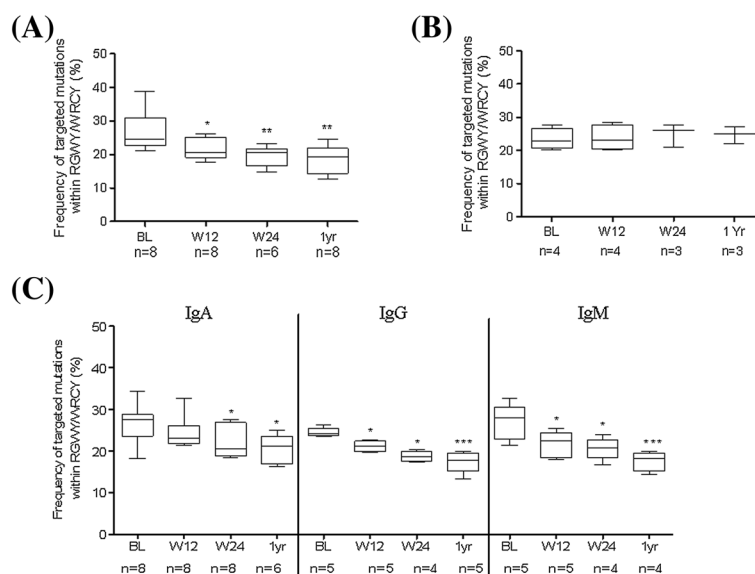 (A)
(B)
Frequency of targeted mutations
within RGWY/WRCY (%)
50
40
30
20
10
0
*
**
**
BL
W12
W24
1yr
n=8
n=8
n=6
n=8
Frequency of targeted mutations
within RGWY/WRCY (%)
50
40
30
20
10
0
BL
W12
W24
1 Yr
n=4
n=4
n=3
n=3
(C)
IgA
IgG
IgM
Frequency of targeted mutations
within RGWY/WRCY (%)
50
40
30
20
10
0
*
*
*
*
***
*
*
***
BL
W12
W24
1yr
BL
W12
W24
1yr
BL
W12
W24
1yr
n=8
n=8
n=8
n=6
n=5
n=5
n=4
n=5
n=5
n=5
n=4
n=4